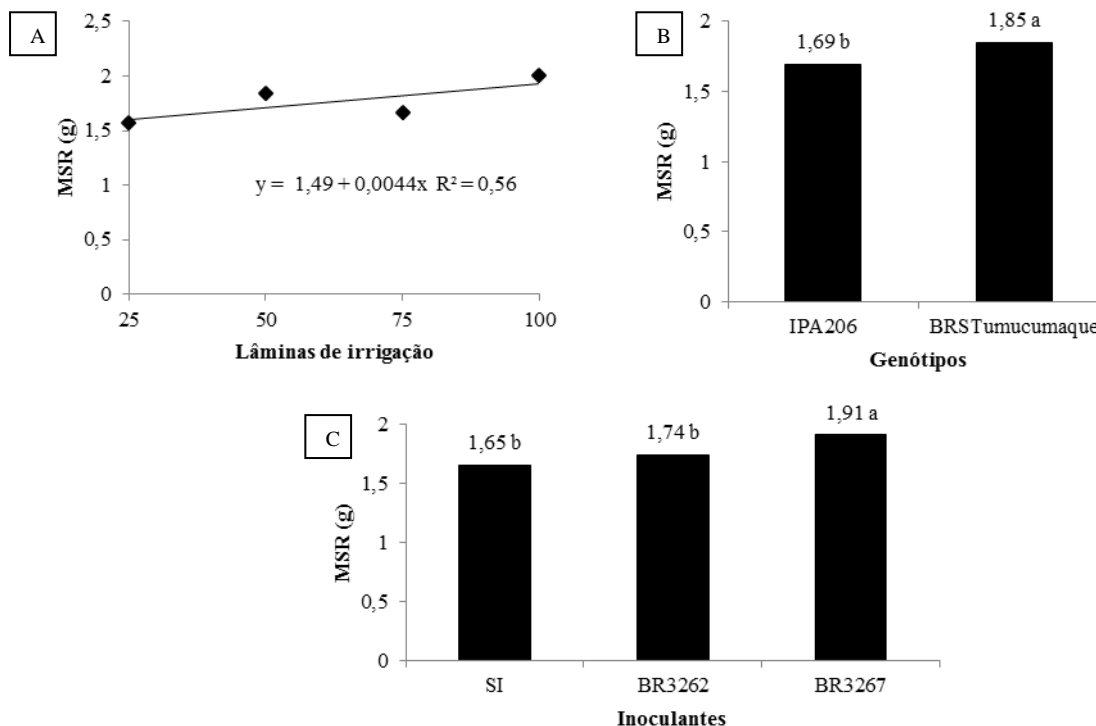 A
2,5
2
1,5
1
0,5
0
MSR (g)
y = 1,49 + 0,0044x R² = 0,56
25 50 75 100
Lâminas de irrigação
B
2
1,5
1
0,5
0
MSR (g)
1,69 b 1,85 a
IPA206 BRSTumucumaque
Genótipos
C
2
1,5
1
0,5
0
MSR (g)
1,65 b 1,74 b 1,91 a
SI BR3262 BR3267
Inoculantes